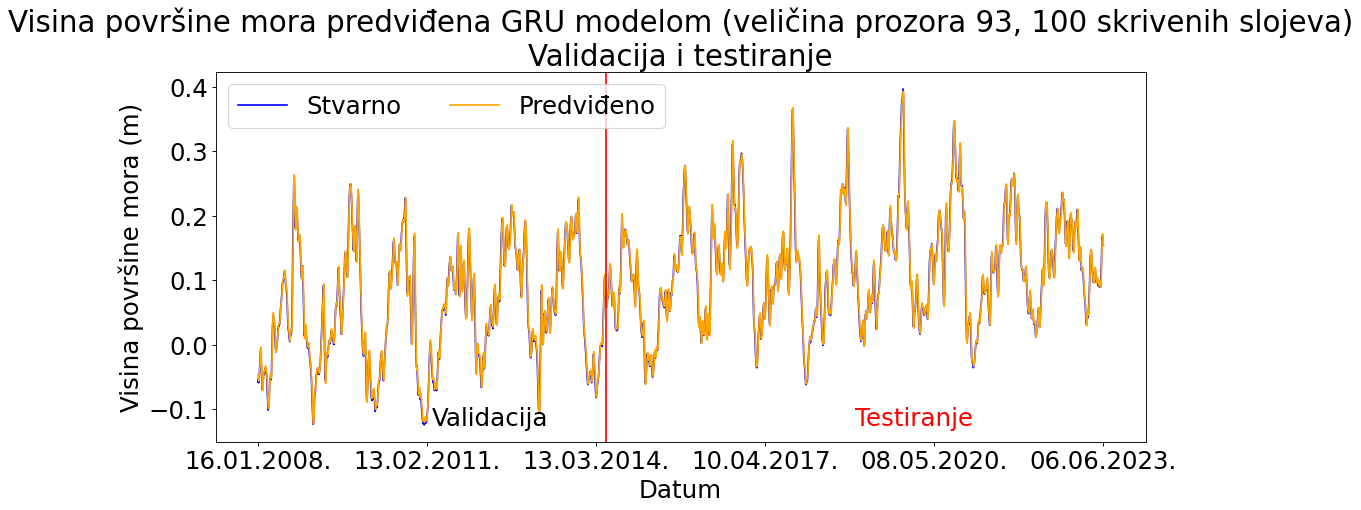 Visina površine mora predviđena GRU modelom (veličina prozora 93, 100 skrivenih slojeva)
Validacija i testiranje
Stvarno
Predviđeno
Visina površine mora (m)
0.4
0.3
0.2
0.1
0.0
−0.1
Validacija
Testiranje
16.01.2008.
13.02.2011.
13.03.2014.
10.04.2017.
08.05.2020.
06.06.2023.
Datum